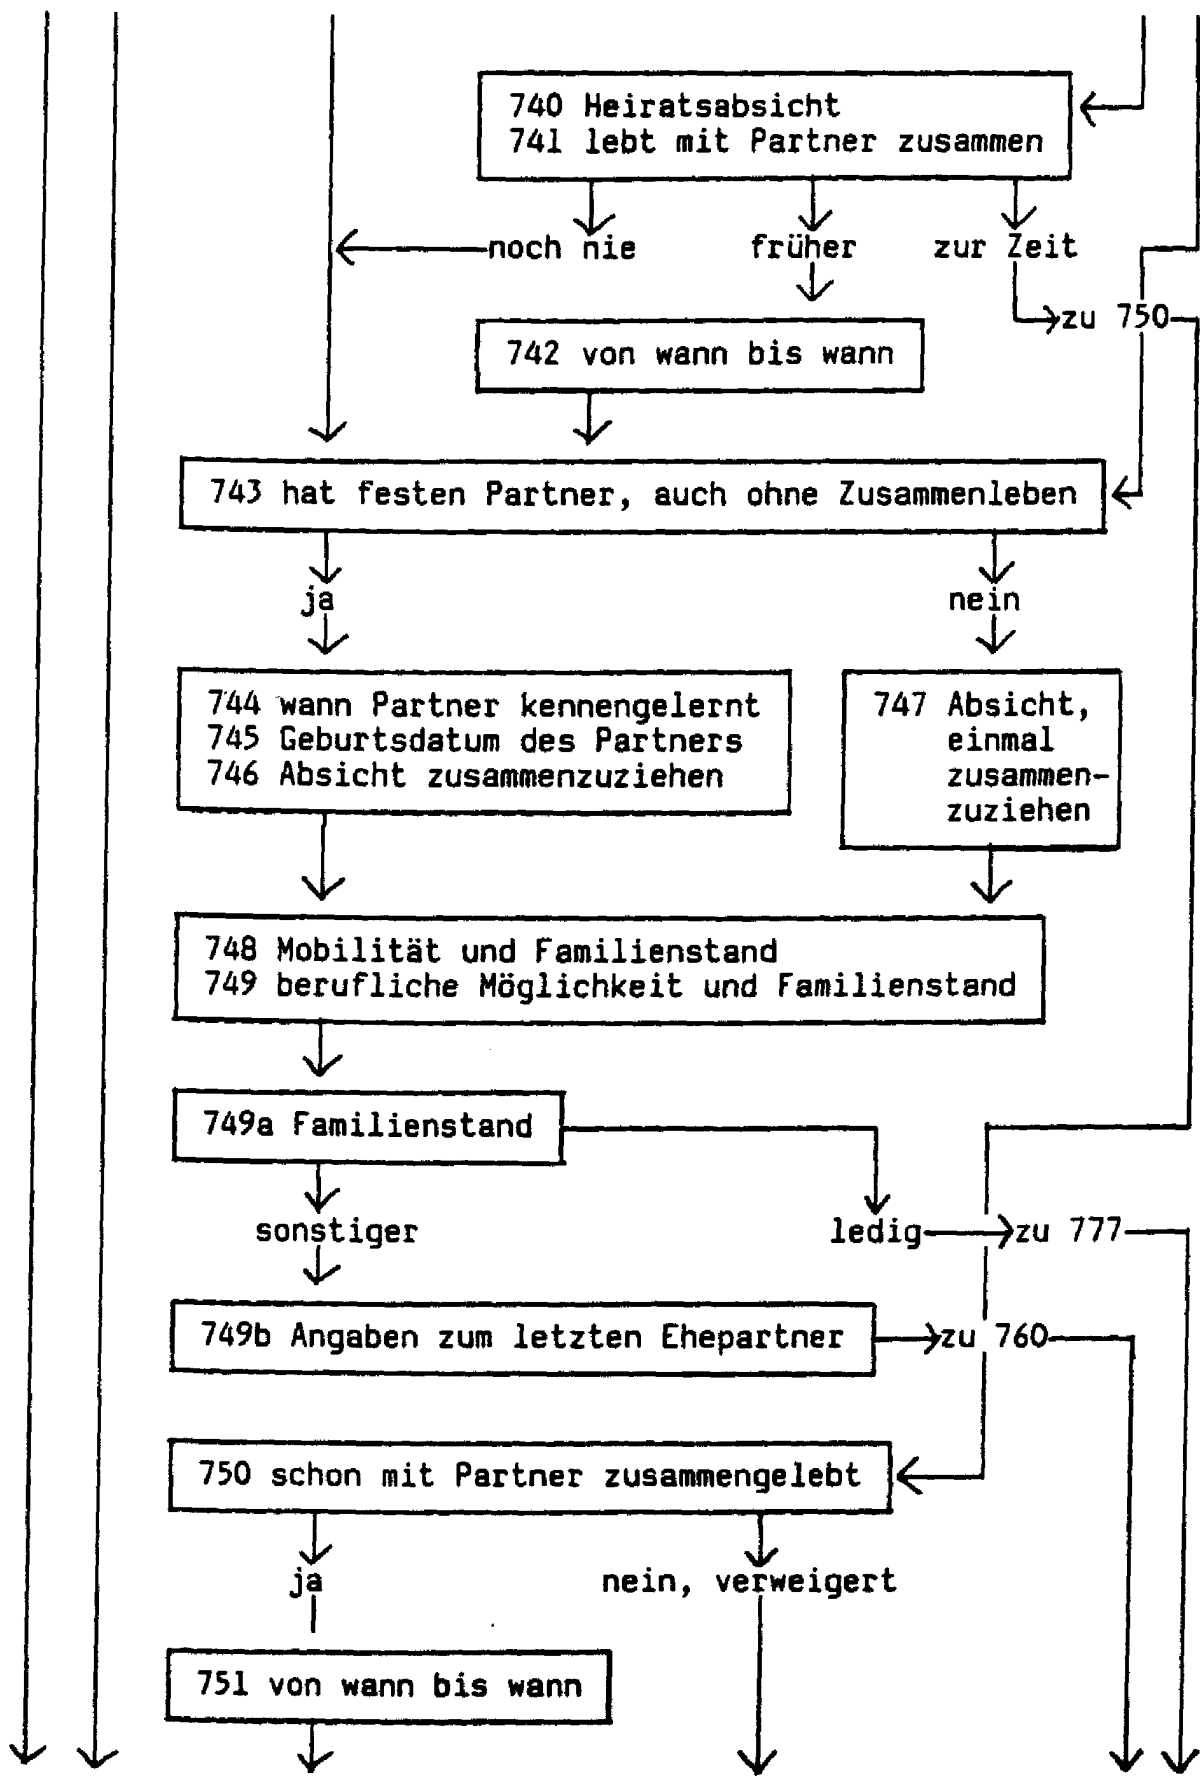 740 Heiratsabsicht
741 lebt mit Partner zusammen
noch nie früher zur Zeit
zu 750
742 von wann bis wann
743 hat festen Partner, auch ohne Zusammenleben
ja nein
744 wann Partner kennengelernt
745 Geburtsdatum des Partners
746 Absicht zusammenzuziehen
747 Absicht,
einmal
zusammen-
zuziehen
748 Mobilität und Familienstand
749 berufliche Möglichkeit und Familienstand
749a Familienstand
sonstiger ledig zu 777
749b Angaben zum letzten Ehepartner zu 760
750 schon mit Partner zusammengelebt
ja nein, verweigert
751 von wann bis wann